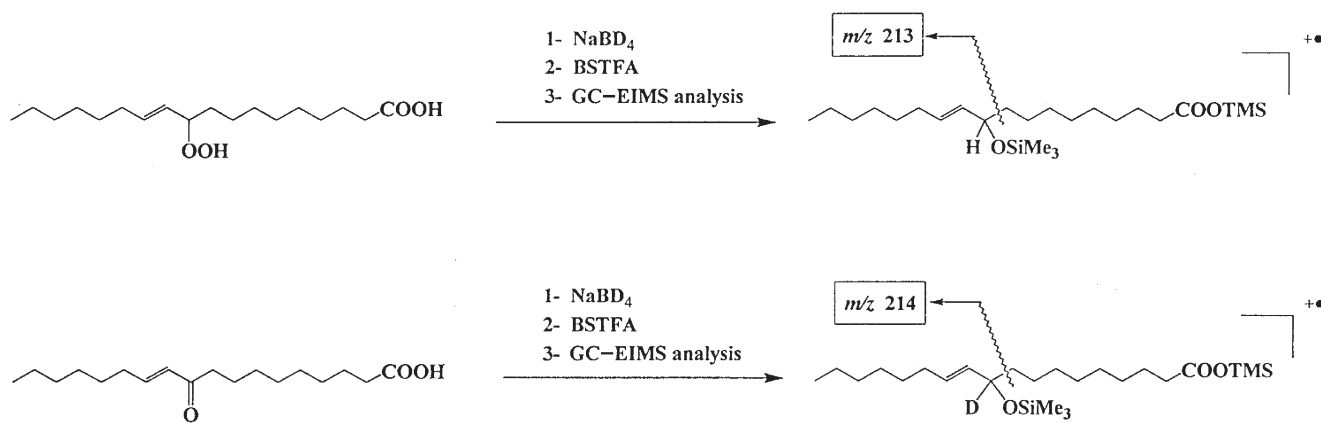 1- NaBD4
2- BSTFA
3- GC–EIMS analysis
COOH
OOH
m/z 213
+•
COOTMS
H
OSiMe3
1- NaBD4
2- BSTFA
3- GC–EIMS analysis
COOH
O
m/z 214
+•
COOTMS
D
OSiMe3